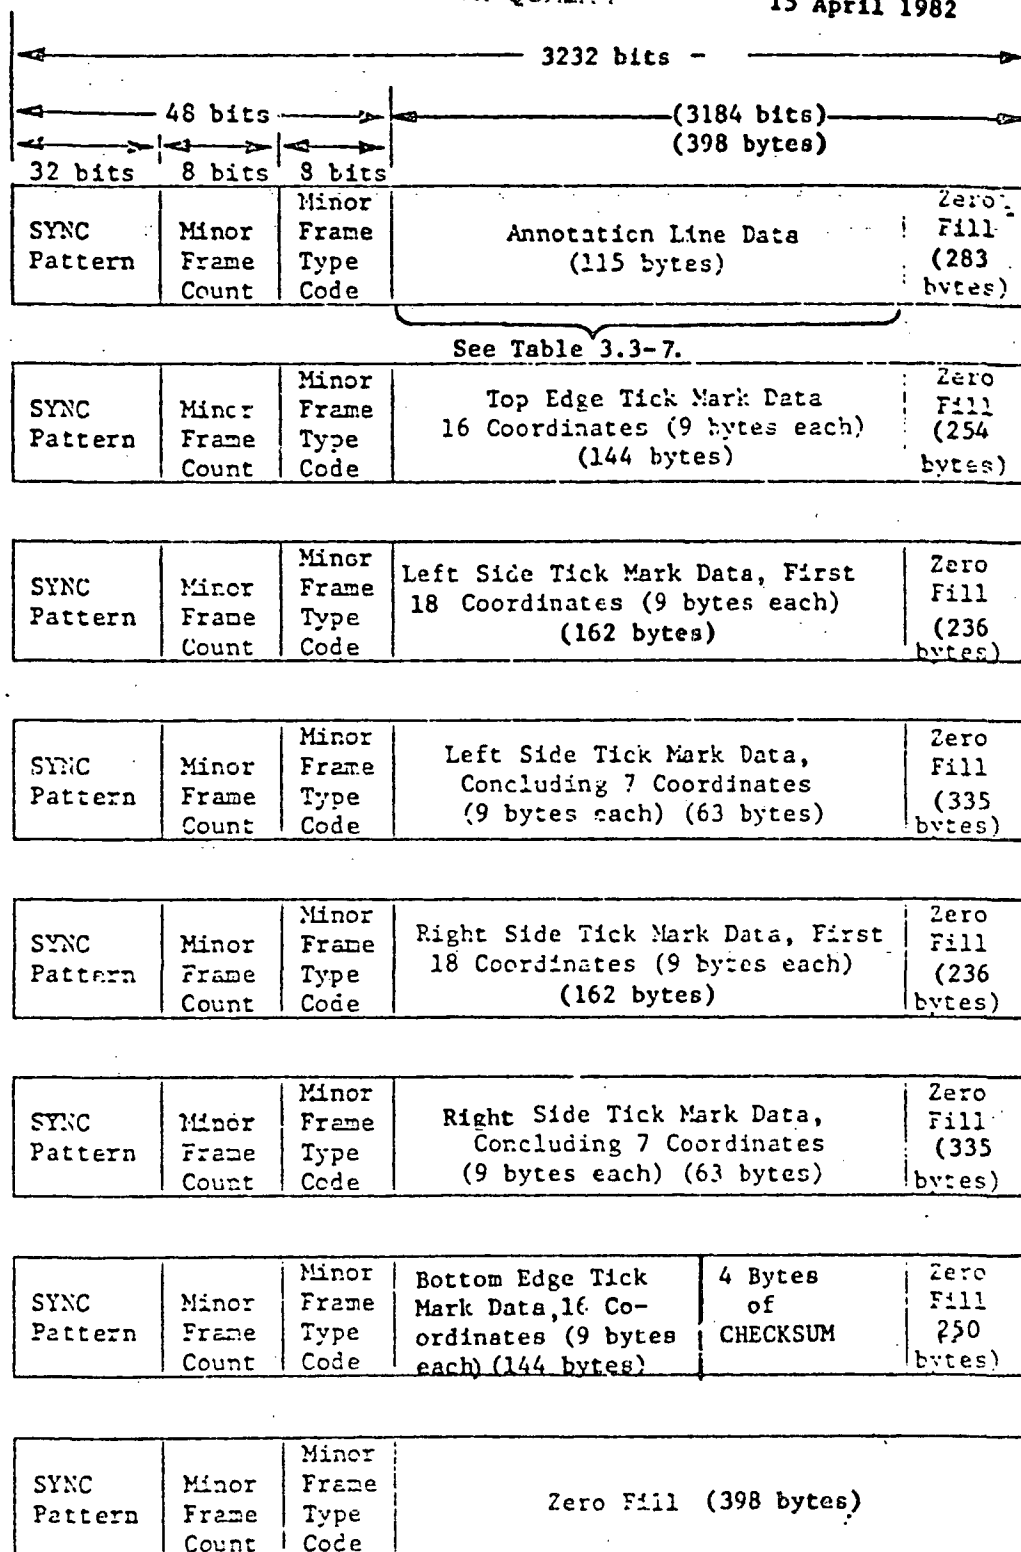 15 April 1982
3232 bits -
48 bits
(3184 bits)
(398 bytes)
32 bits 8 bits 8 bits
SYNC Pattern
Minor Frame Count
Minor Frame Type Code
Annotation Line Data
(115 bytes)
Zero Fill (283 bytes)
See Table 3.3-7.
SYNC Pattern
Minor Frame Count
Minor Frame Type Code
Top Edge Tick Mark Data
16 Coordinates (9 bytes each)
(144 bytes)
Zero Fill (254 bytes)
SYNC Pattern
Minor Frame Count
Minor Frame Type Code
Left Side Tick Mark Data, First
18 Coordinates (9 bytes each)
(162 bytes)
Zero Fill (236 bytes)
SYNC Pattern
Minor Frame Count
Minor Frame Type Code
Left Side Tick Mark Data,
Concluding 7 Coordinates
(9 bytes each) (63 bytes)
Zero Fill (335 bytes)
SYNC Pattern
Minor Frame Count
Minor Frame Type Code
Right Side Tick Mark Data, First
18 Coordinates (9 bytes each)
(162 bytes)
Zero Fill (236 bytes)
SYNC Pattern
Minor Frame Count
Minor Frame Type Code
Right Side Tick Mark Data,
Concluding 7 Coordinates
(9 bytes each) (63 bytes)
Zero Fill (335 bytes)
SYNC Pattern
Minor Frame Count
Minor Frame Type Code
Bottom Edge Tick
Mark Data,16 Co-
ordinates (9 bytes
each) (144 bytes)
4 Bytes
of
CHECKSUM
Zero Fill 250 bytes)
SYNC Pattern
Minor Frame Count
Minor Frame Type Code
Zero Fill (398 bytes)